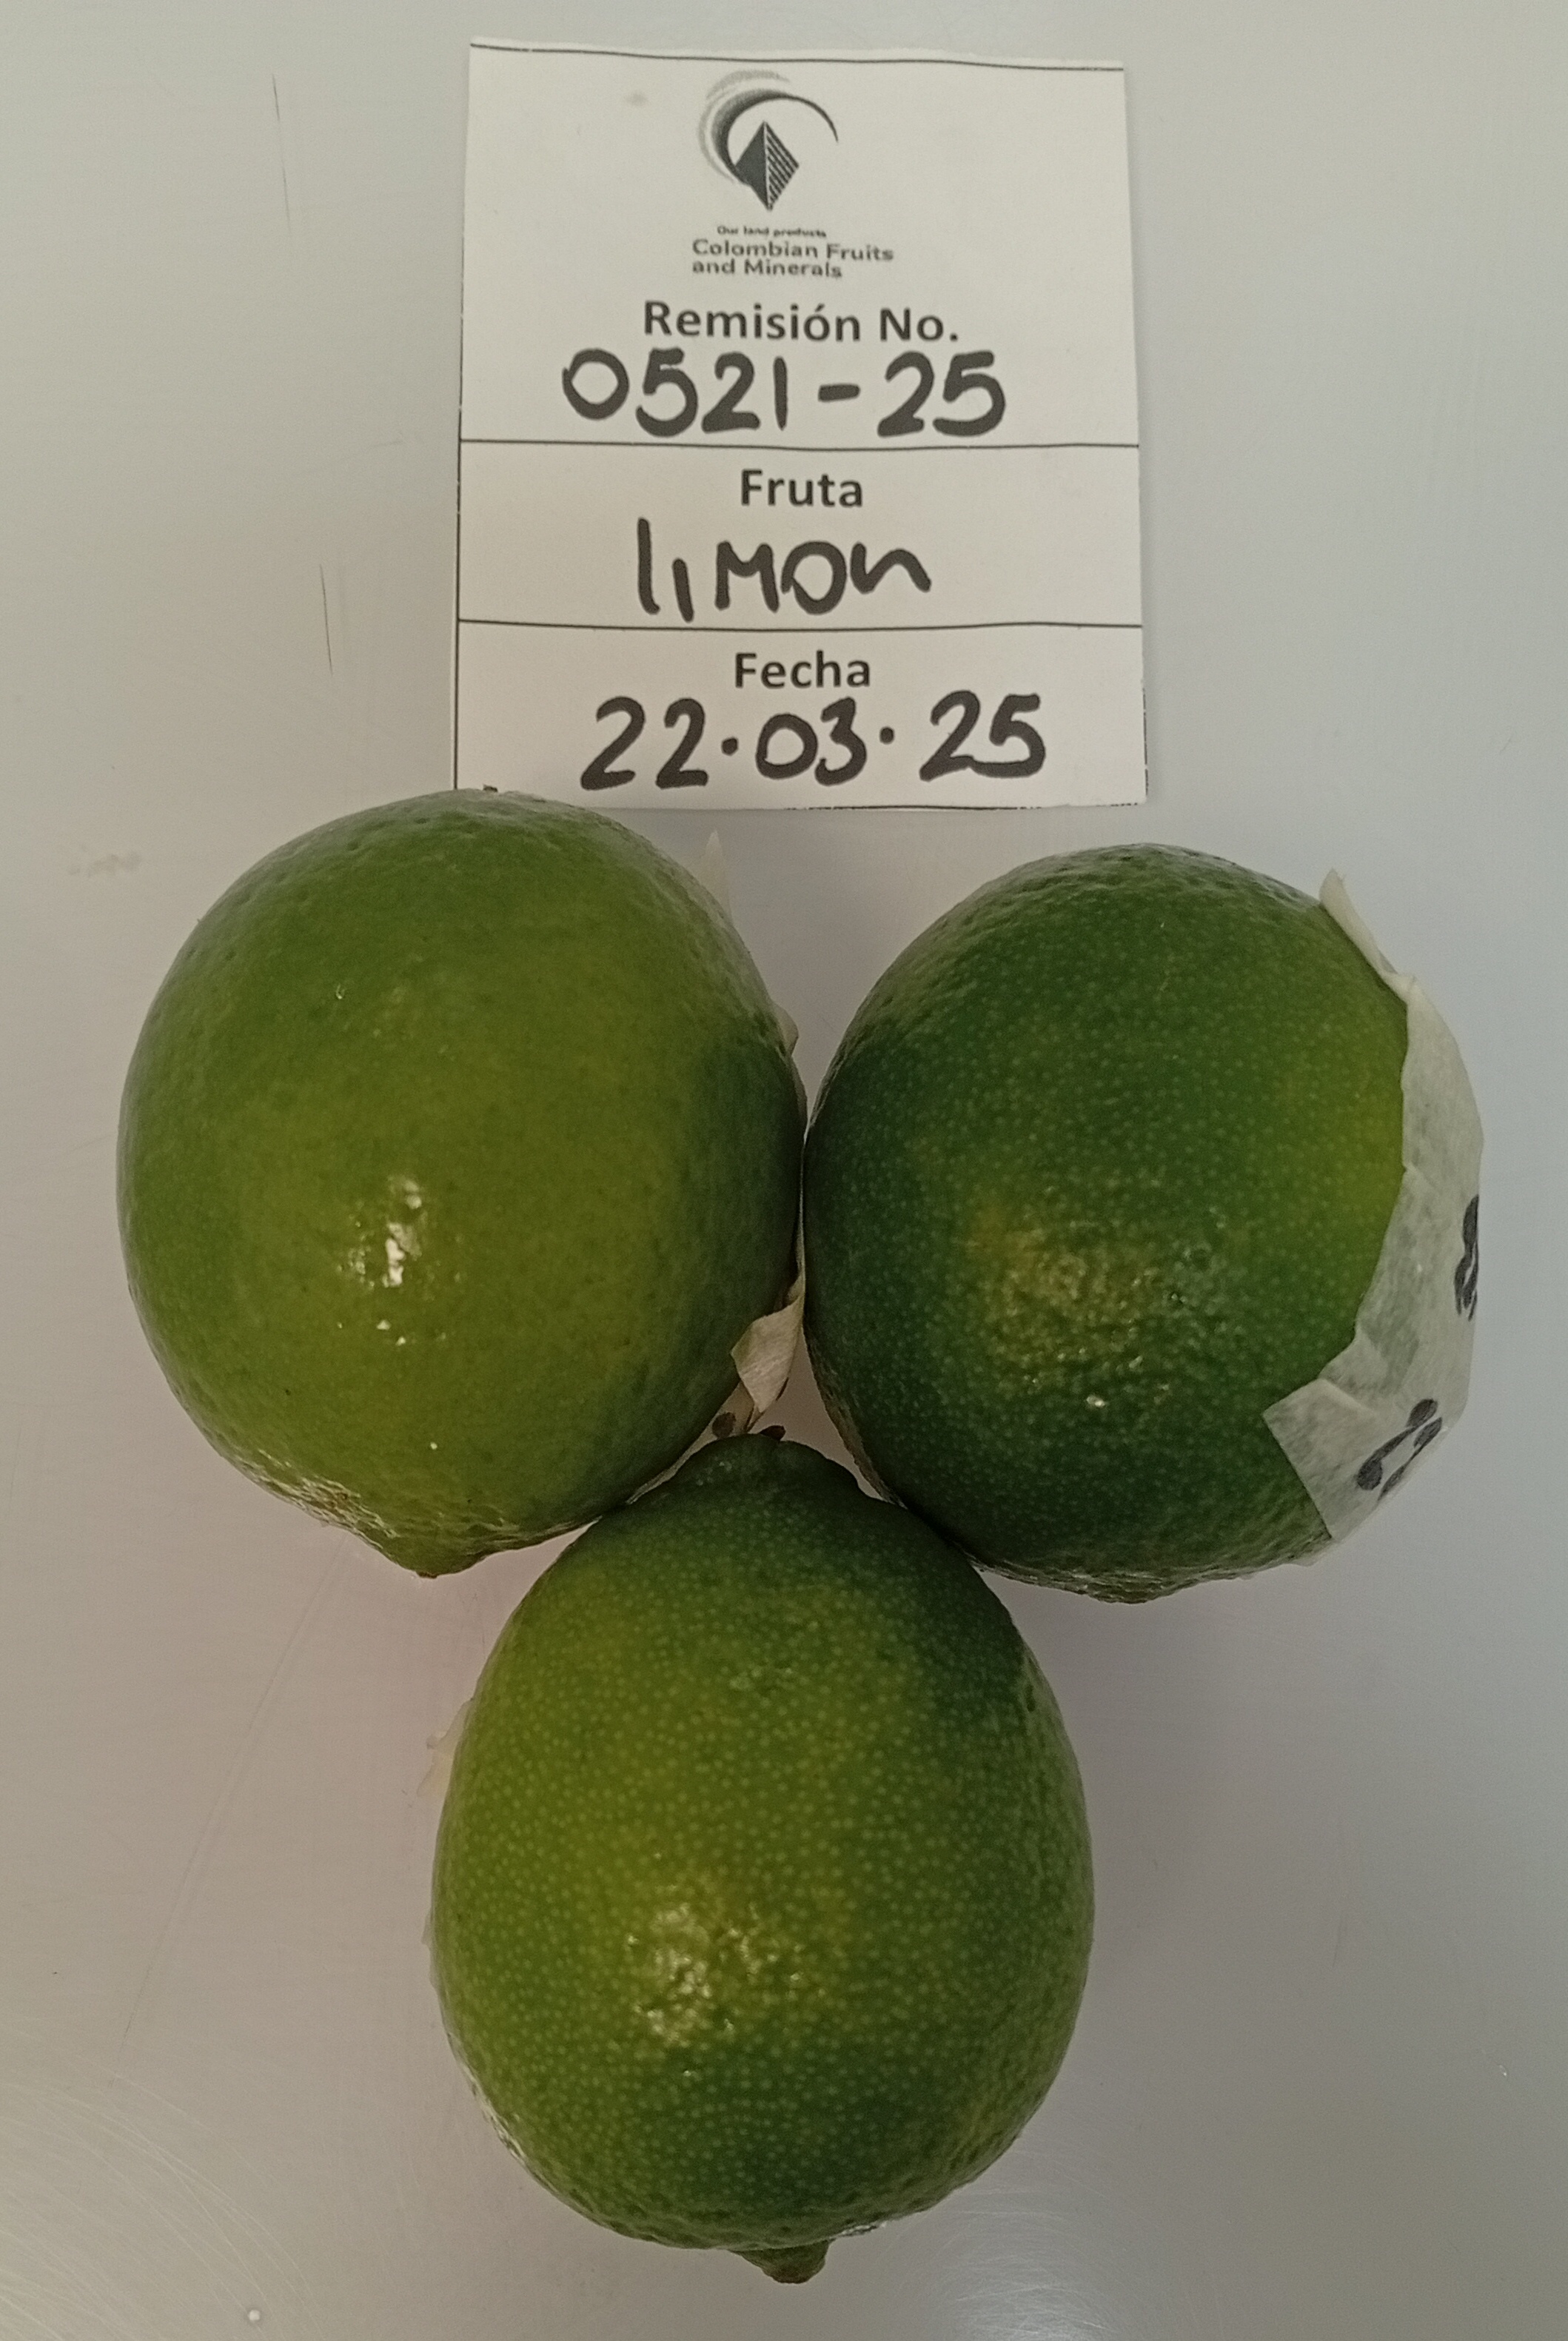 Our land products
Colombian Fruits
and Minerals
Remisión No.
0521-25
Fruta
limon
Fecha
22.03.25